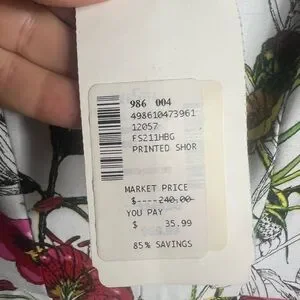 986 004
498610473961
12057
FS211HBG
PRINTED SHOR
MARKET PRICE
$----240.00
YOU PAY
$ 35.99
85% SAVINGS